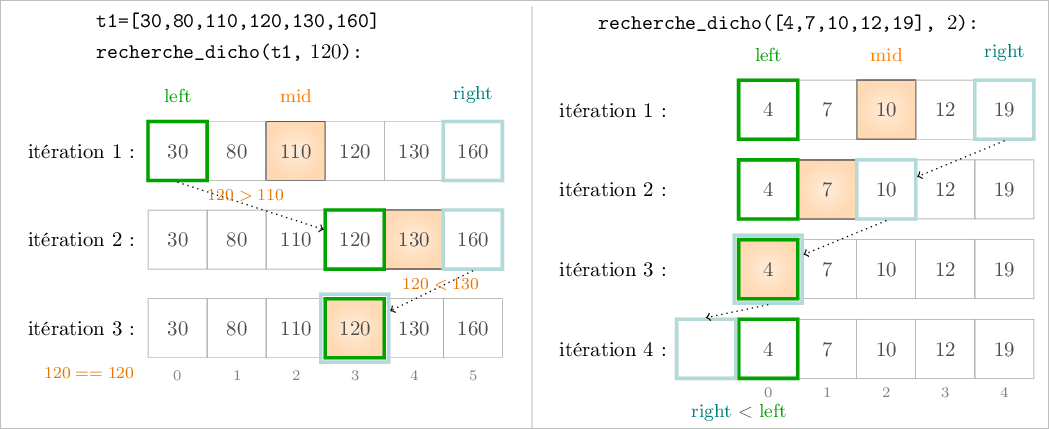 t1=[30,80,110,120,130,160]
recherche_dicho(t1, 120):
left mid right
itération 1 : 30 80 110 120 130 160
120 > 110
itération 2 : 30 80 110 120 130 160
120 < 130
itération 3 : 30 80 110 120 130 160
120 == 120 0 1 2 3 4 5
recherche_dicho([4,7,10,12,19], 2):
left mid right
itération 1 : 4 7 10 12 19
itération 2 : 4 7 10 12 19
itération 3 : 4 7 10 12 19
itération 4 : 4 7 10 12 19
0 1 2 3 4
right < left